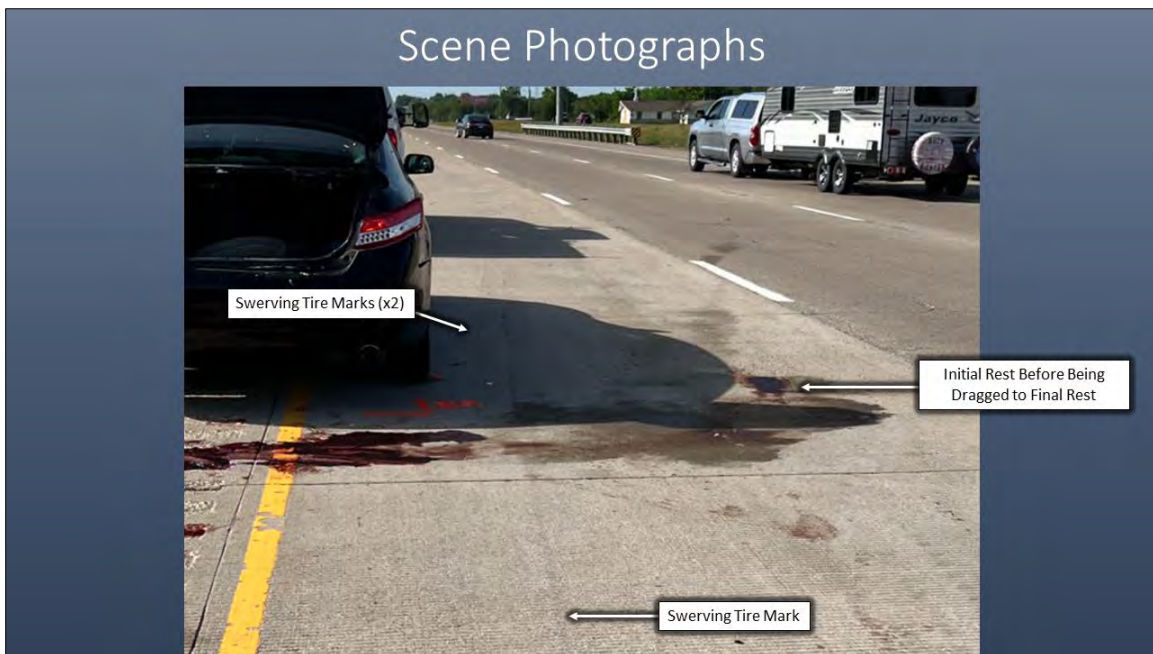 Scene Photographs
Jayco
Swerving Tire Marks (x2)
Initial Rest Before Being
Dragged to Final Rest
Swerving Tire Mark